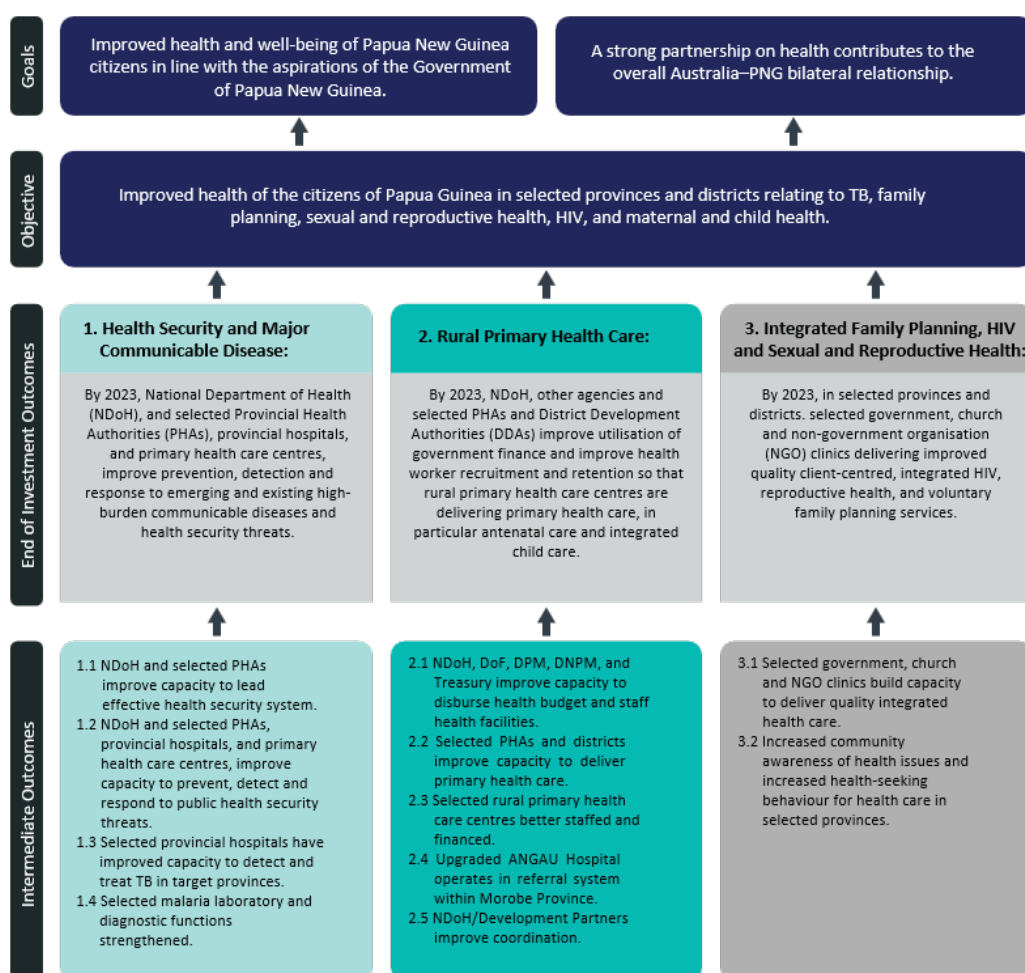 Goals
Improved health and well-being of Papua New Guinea
citizens in line with the aspirations of the Government
of Papua New Guinea.
A strong partnership on health contributes to the
overall Australia–PNG bilateral relationship.
Objective
Improved health of the citizens of Papua Guinea in selected provinces and districts relating to TB, family
planning, sexual and reproductive health, HIV, and maternal and child health.
End of Investment Outcomes
1. Health Security and Major
Communicable Disease:
By 2023, National Department of Health
(NDoH), and selected Provincial Health
Authorities (PHAs), provincial hospitals,
and primary health care centres,
improve prevention, detection and
response to emerging and existing high-
burden communicable diseases and
health security threats.
2. Rural Primary Health Care:
By 2023, NDoH, other agencies and
selected PHAs and District Development
Authorities (DDAs) improve utilisation of
government finance and improve health
worker recruitment and retention so that
rural primary health care centres are
delivering primary health care, in
particular antenatal care and integrated
child care.
3. Integrated Family Planning, HIV
and Sexual and Reproductive Health:
By 2023, in selected provinces and
districts. selected government, church
and non-government organisation
(NGO) clinics delivering improved
quality client-centred, integrated HIV,
reproductive health, and voluntary
family planning services.
Intermediate Outcomes
1.1 NDoH and selected PHAs
improve capacity to lead
effective health security system.
1.2 NDoH and selected PHAs,
provincial hospitals, and primary
health care centres, improve
capacity to prevent, detect and
respond to public health security
threats.
1.3 Selected provincial hospitals have
improved capacity to detect and
treat TB in target provinces.
1.4 Selected malaria laboratory and
diagnostic functions
strengthened.
2.1 NDoH, DoF, DPM, DNPM, and
Treasury improve capacity to
disburse health budget and staff
health facilities.
2.2 Selected PHAs and districts
improve capacity to deliver
primary health care.
2.3 Selected rural primary health
care centres better staffed and
financed.
2.4 Upgraded ANGAU Hospital
operates in referral system
within Morobe Province.
2.5 NDoH/Development Partners
improve coordination.
3.1 Selected government, church
and NGO clinics build capacity
to deliver quality integrated
health care.
3.2 Increased community
awareness of health issues and
increased health-seeking
behaviour for health care in
selected provinces.